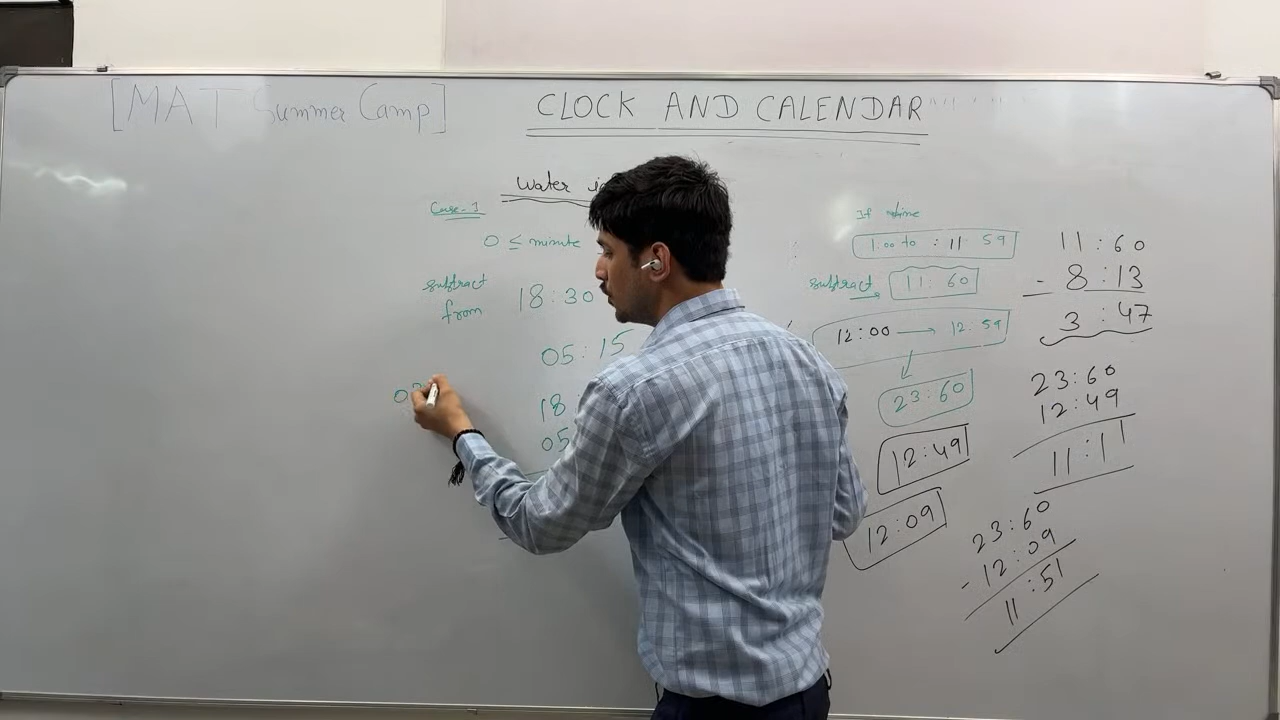 [MAT Summer Camp]
CLOCK AND CALENDAR
Water
Case-1
0 ≤ minute
subtract
from
18:30
05:15
18
05
If time
1.00 to :11 59
subtract
11:60
12:00 → 12.59
23:60
12:49
12:09
11:60
- 8:13
3:47
23:60
12:49
11:11
23:60
-12:09
11:51